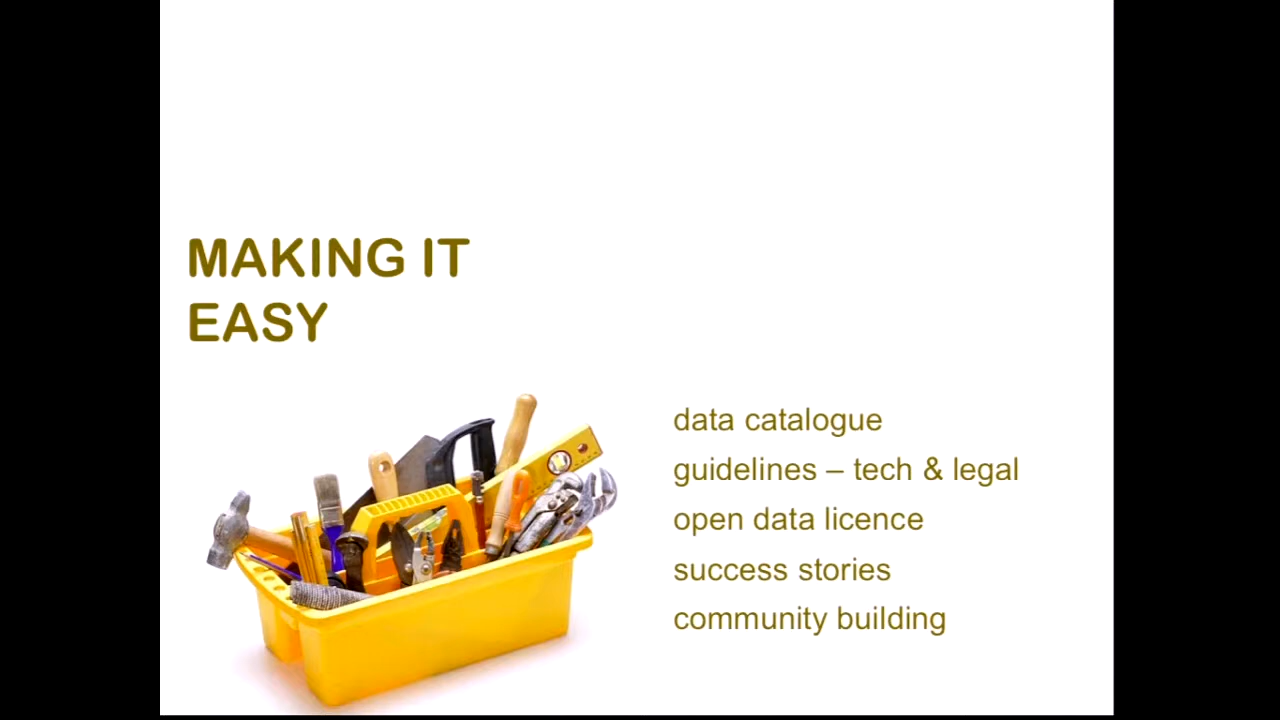 MAKING IT
EASY
data catalogue
guidelines – tech & legal
open data licence
success stories
community building